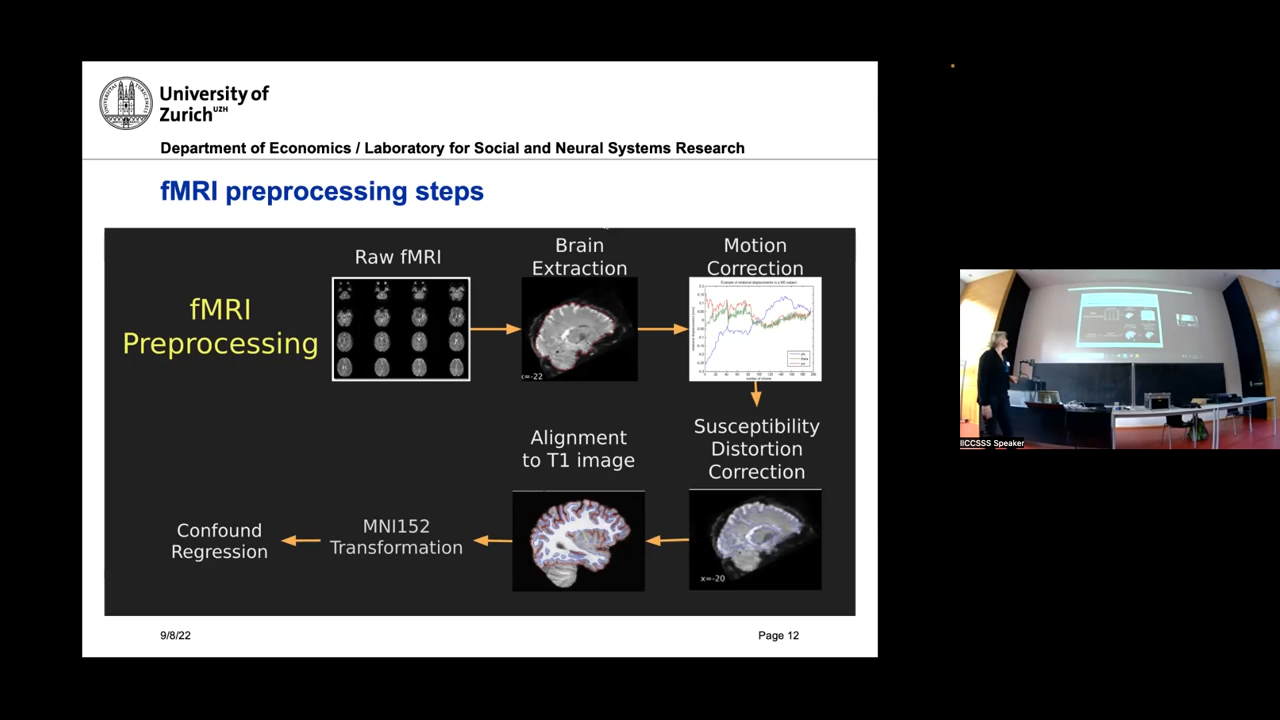 University of
Zurich UZH
Department of Economics / Laboratory for Social and Neural Systems Research
fMRI preprocessing steps
fMRI
Preprocessing
Raw fMRI
Brain
Extraction
x=-22
Motion
Correction
Susceptibility
Distortion
Correction
x=-20
Alignment
to T1 image
MNI152
Transformation
Confound
Regression
9/8/22
Page 12
IICCSSS Speaker